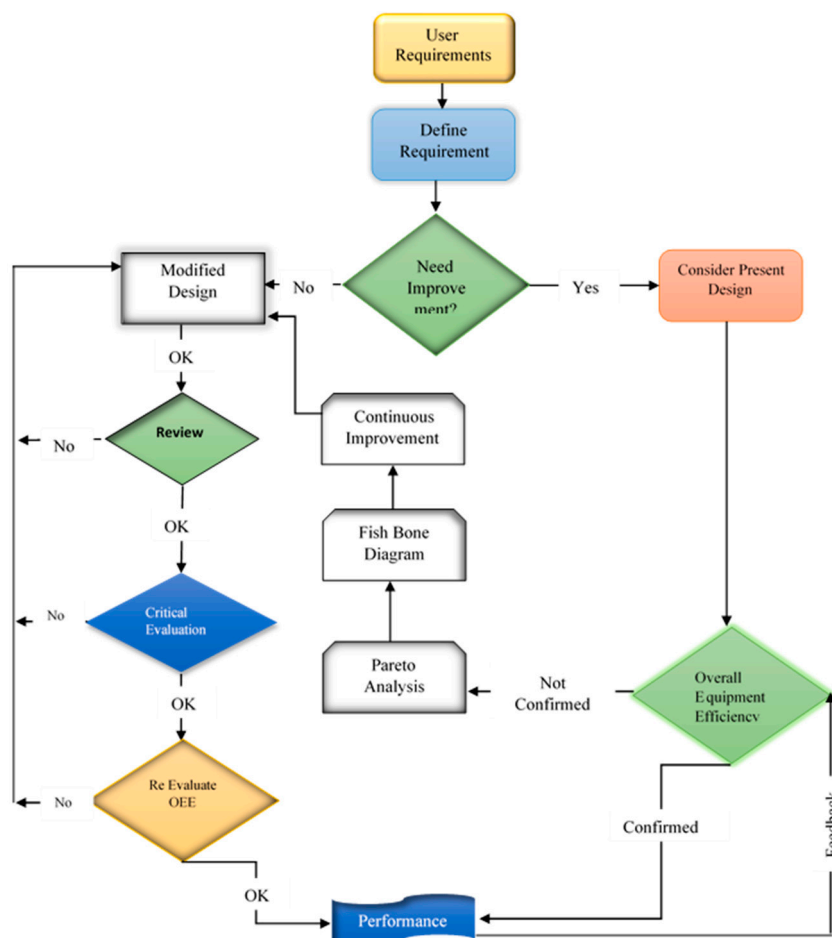 User
Requirements
Define
Requirement
Need
Improve
ment?
No
Yes
Modified
Design
Consider Present
Design
OK
Continuous
Improvement
Review
No
OK
Fish Bone
Diagram
Critical
Evaluation
No
Pareto
Analysis
Not
Confirmed
Overall
Equipment
Efficiency
OK
Re Evaluate
OEE
No
Confirmed
Feedback
OK
Performance